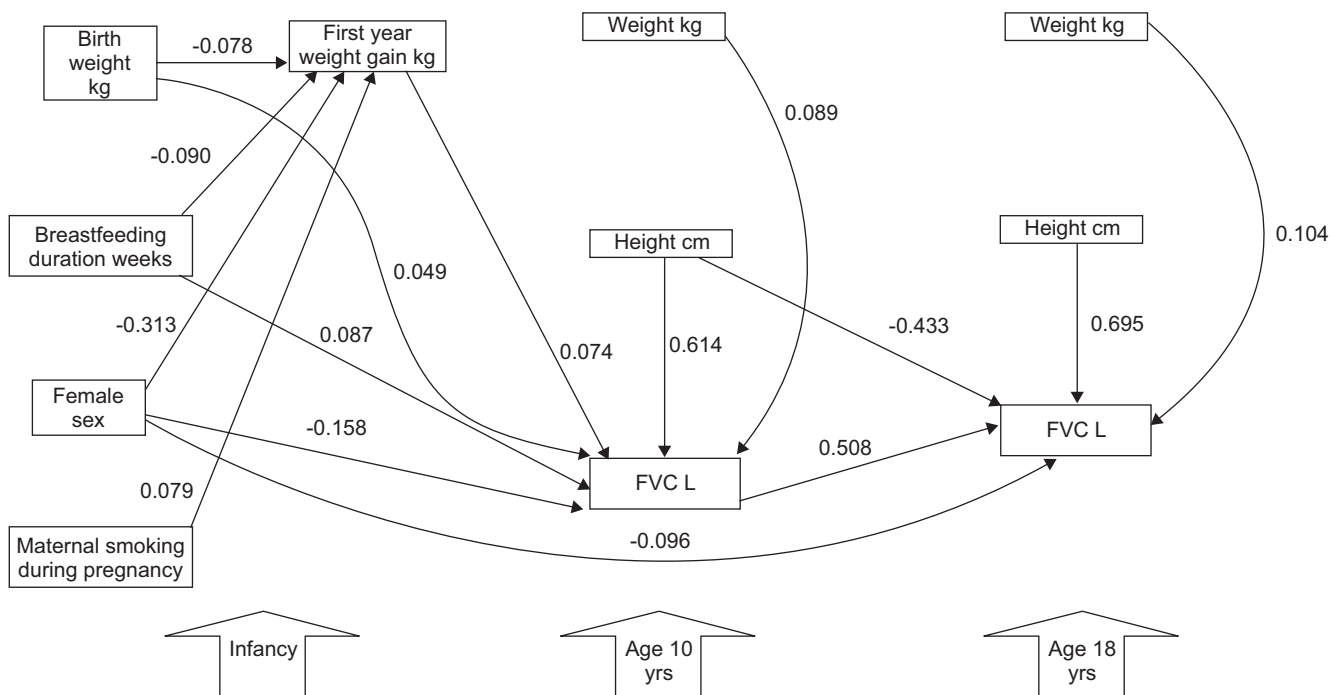 Birth
weight
kg
-0.078
First year
weight gain kg
Weight kg
Weight kg
0.089
-0.090
Breastfeeding
duration weeks
Height cm
Height cm
0.104
0.049
-0.313
0.087
0.074
0.614
-0.433
0.695
Female
sex
-0.158
FVC L
0.508
FVC L
0.079
Maternal smoking
during pregnancy
-0.096
Infancy
Age 10
yrs
Age 18
yrs